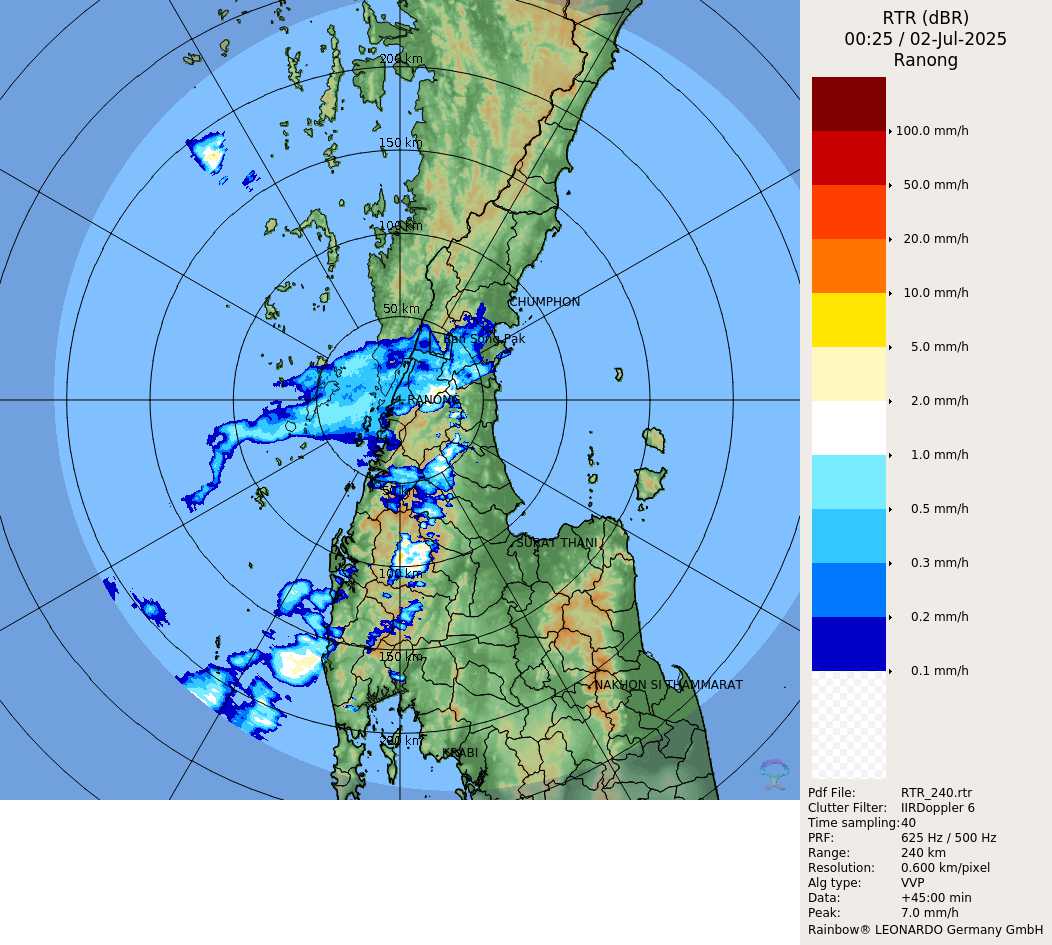 RTR (dBR)
00:25 / 02-Jul-2025
Ranong
100.0 mm/h
50.0 mm/h
20.0 mm/h
10.0 mm/h
5.0 mm/h
2.0 mm/h
1.0 mm/h
0.5 mm/h
0.3 mm/h
0.2 mm/h
0.1 mm/h
200 km
150 km
100 km
50 km
CHUMPHON
Ban Song Pak
RANONG
50 km
SURAT THANI
100 km
150 km
NAKHON SI THAMMARAT
200 km
KRABI
Pdf File: RTR_240.rtr
Clutter Filter: IIRDoppler 6
Time sampling: 40
PRF: 625 Hz / 500 Hz
Range: 240 km
Resolution: 0.600 km/pixel
Alg type: VVP
Data: +45:00 min
Peak: 7.0 mm/h
Rainbow® LEONARDO Germany GmbH